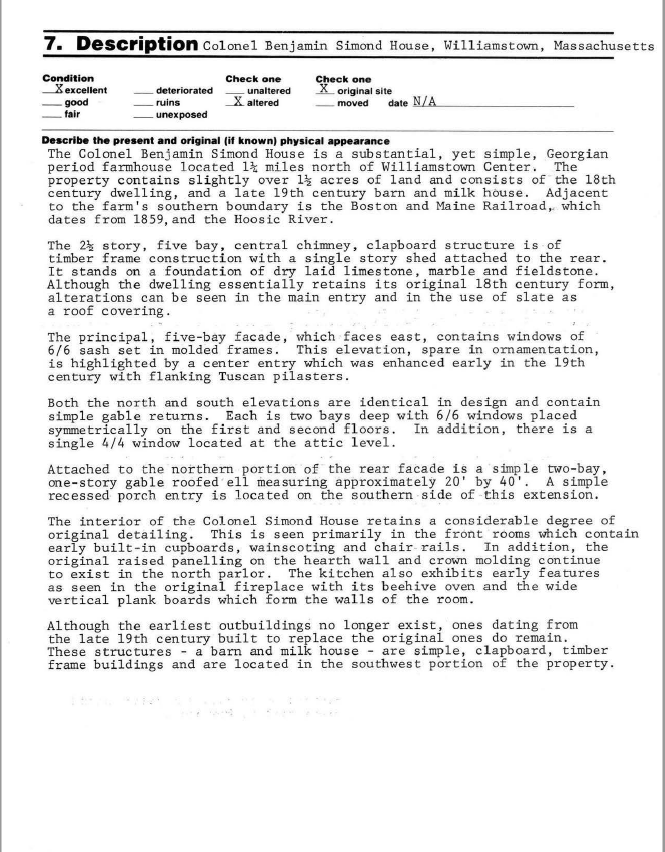 7. Description Colonel Benjamin Simond House, Williamstown, Massachusetts
Condition Check one Check one
X excellent deteriorated unaltered X original site
good ruins X altered moved date N/A
fair unexposed
Describe the present and original (if known) physical appearance
The Colonel Benjamin Simond House is a substantial, yet simple, Georgian
period farmhouse located 1½ miles north of Williamstown Center. The
property contains slightly over 1½ acres of land and consists of the 18th
century dwelling, and a late 19th century barn and milk house. Adjacent
to the farm's southern boundary is the Boston and Maine Railroad, which
dates from 1859, and the Hoosic River.
The 2½ story, five bay, central chimney, clapboard structure is of
timber frame construction with a single story shed attached to the rear.
It stands on a foundation of dry laid limestone, marble and fieldstone.
Although the dwelling essentially retains its original 18th century form,
alterations can be seen in the main entry and in the use of slate as
a roof covering.
The principal, five-bay facade, which faces east, contains windows of
6/6 sash set in molded frames. This elevation, spare in ornamentation,
is highlighted by a center entry which was enhanced early in the 19th
century with flanking Tuscan pilasters.
Both the north and south elevations are identical in design and contain
simple gable returns. Each is two bays deep with 6/6 windows placed
symmetrically on the first and second floors. In addition, there is a
single 4/4 window located at the attic level.
Attached to the northern portion of the rear facade is a simple two-bay,
one-story gable roofed ell measuring approximately 20' by 40'. A simple
recessed porch entry is located on the southern side of this extension.
The interior of the Colonel Simond House retains a considerable degree of
original detailing. This is seen primarily in the front rooms which contain
early built-in cupboards, wainscoting and chair rails. In addition, the
original raised panelling on the hearth wall and crown molding continue
to exist in the north parlor. The kitchen also exhibits early features
as seen in the original fireplace with its beehive oven and the wide
vertical plank boards which form the walls of the room.
Although the earliest outbuildings no longer exist, ones dating from
the late 19th century built to replace the original ones do remain.
These structures - a barn and milk house - are simple, clapboard, timber
frame buildings and are located in the southwest portion of the property.